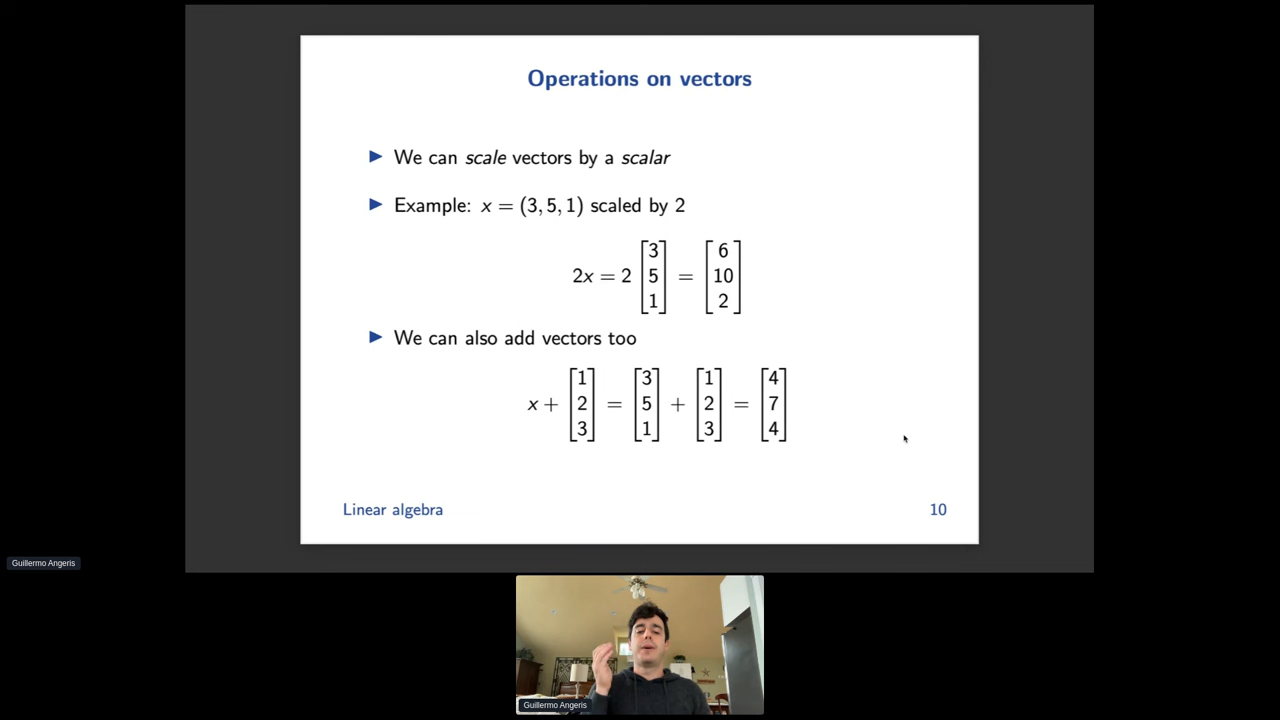 Operations on vectors
▶ We can scale vectors by a scalar
▶ Example: x = (3, 5, 1) scaled by 2
2x = 2 [3 5 1] = [6 10 2]
▶ We can also add vectors too
x + [1 2 3] = [3 5 1] + [1 2 3] = [4 7 4]
Linear algebra 10
Guillermo Angeris
Guillermo Angeris